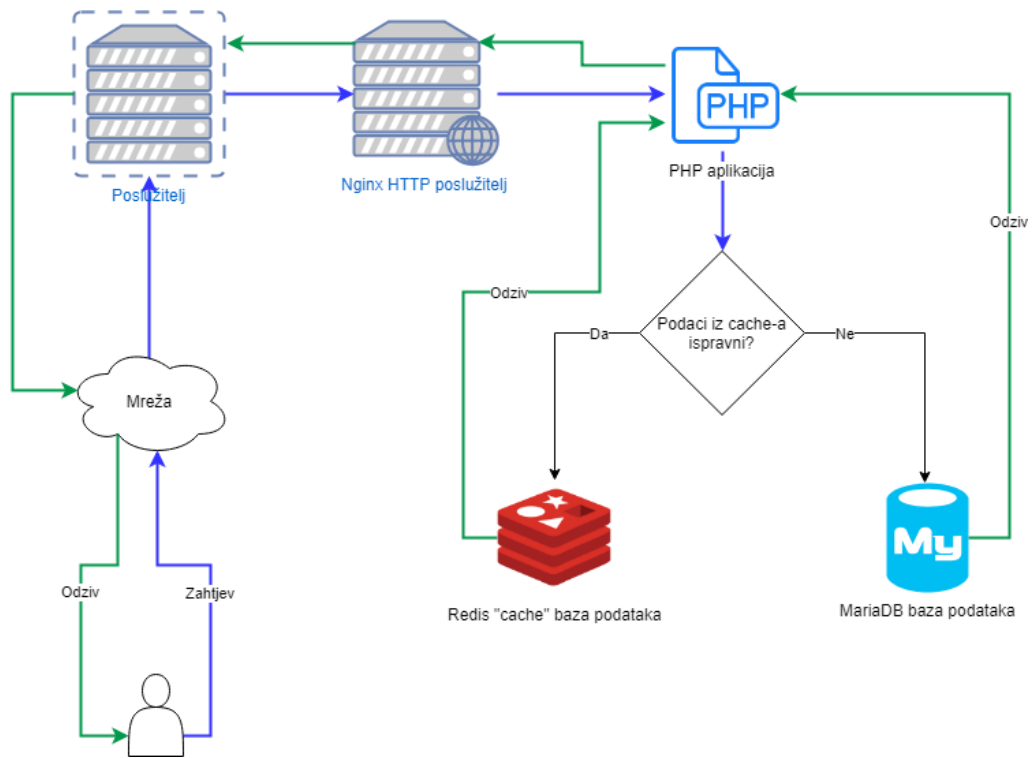 PHP
Poslužitelj
Nginx HTTP poslužitelj
PHP aplikacija
Odziv
Odziv
Podaci iz cache-a
ispravni?
Da
Ne
Mreža
My
Odziv
Zahtjev
Redis "cache" baza podataka
MariaDB baza podataka